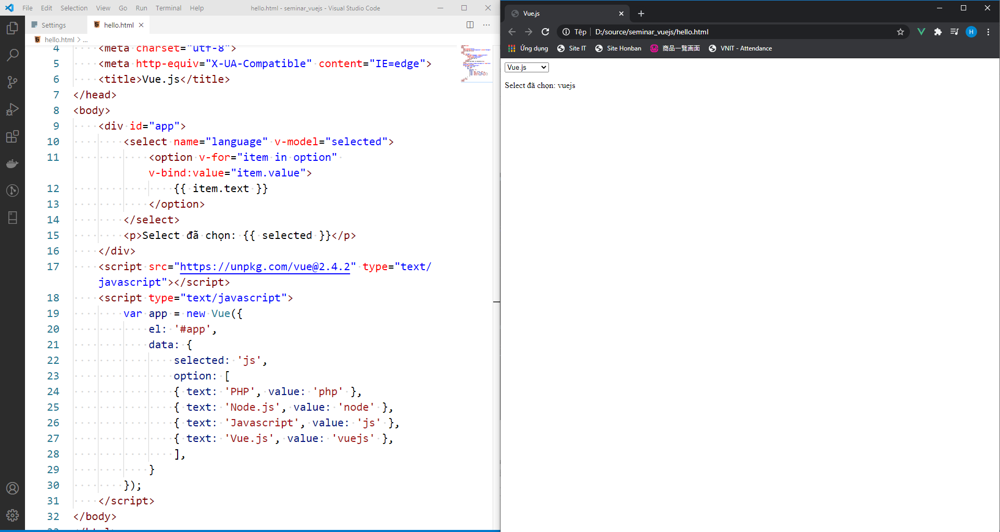 File Edit Selection View Go Run Terminal Help hello.html - seminar_vuejs - Visual Studio Code
Settings hello.html
hello.html > ...
4 <meta charset="utf-8">
5 <meta http-equiv="X-UA-Compatible" content="IE=edge">
6 <title>Vue.js</title>
7 </head>
8 <body>
9 <div id="app">
10 <select name="language" v-model="selected">
11 <option v-for="item in option"
v-bind:value="item.value">
12 {{ item.text }}
13 </option>
14 </select>
15 <p>Select đã chọn: {{ selected }}</p>
16 </div>
17 <script src="https://unpkg.com/vue@2.4.2" type="text/
javascript"></script>
18 <script type="text/javascript">
19 var app = new Vue({
20 el: '#app',
21 data: {
22 selected: 'js',
23 option: [
24 { text: 'PHP', value: 'php' },
25 { text: 'Node.js', value: 'node' },
26 { text: 'Javascript', value: 'js' },
27 { text: 'Vue.js', value: 'vuejs' },
28 ],
29 }
30 });
31 </script>
32 </body>
Vue.js
Tệp D:/source/seminar_vuejs/hello.html H
Ứng dụng Site IT Site Honban 商品一覧画面 VNIT - Attendance
Vue.js
Select đã chọn: vuejs